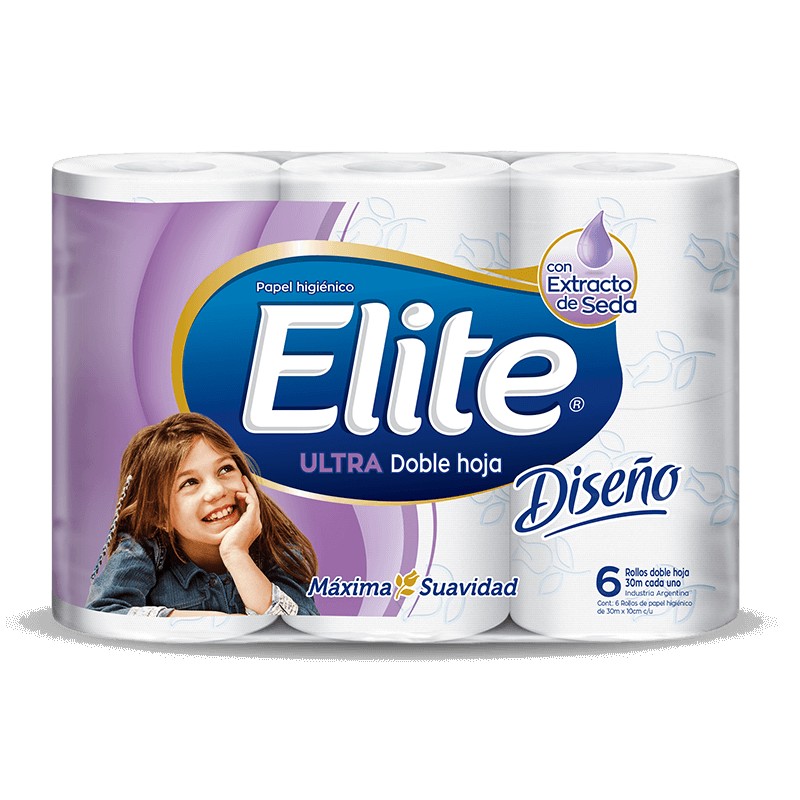 Papel higiénico
Elite
®
ULTRA Doble hoja
con
Extracto
de Seda
Diseño
Máxima Suavidad
6 Rollos doble hoja
30m cada uno
Industria Argentina
Cont: 6 Rollos de papel higiénico
de 30m x 10cm c/u